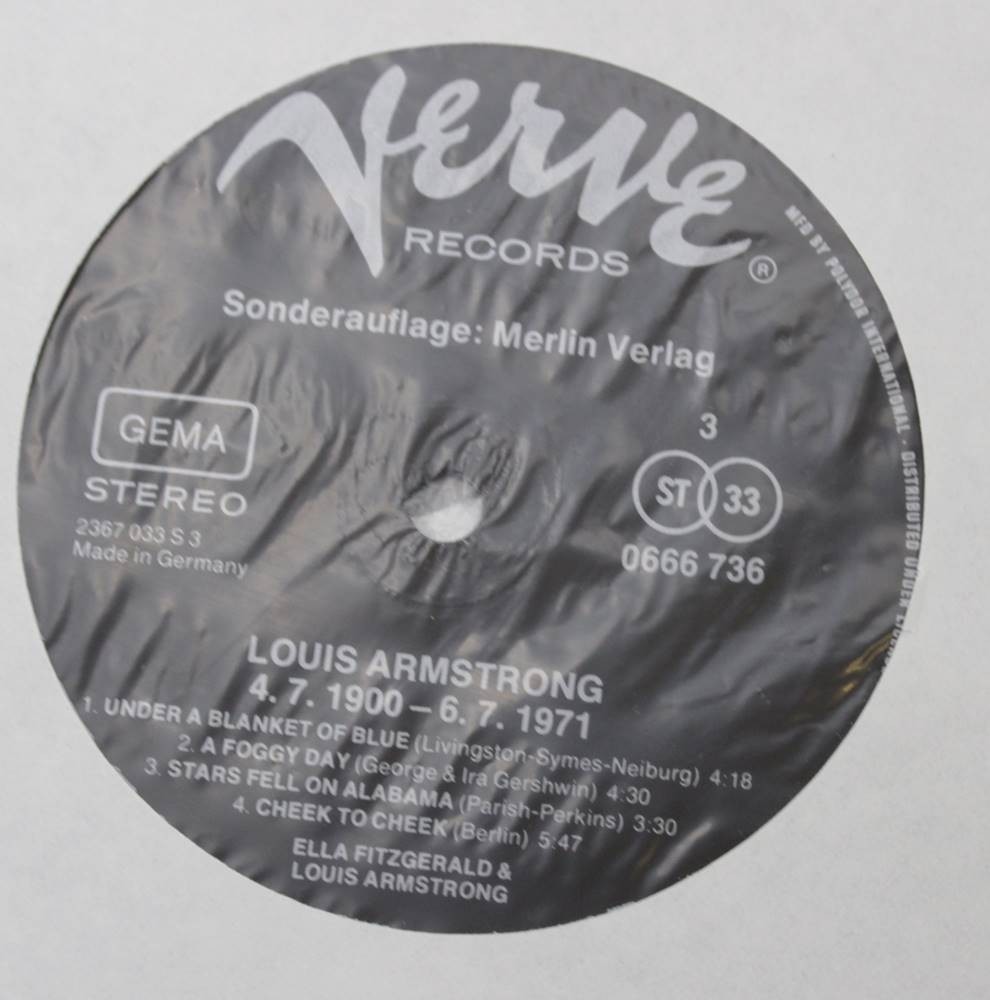 Verve
RECORDS
®
Sonderauflage: Merlin Verlag
GEMA
STEREO
2367 033 S 3
Made in Germany
3
ST 33
0666 736
LOUIS ARMSTRONG
4. 7. 1900 – 6. 7. 1971
1. UNDER A BLANKET OF BLUE (Livingston-Symes-Neiburg) 4:18
2. A FOGGY DAY (George & Ira Gershwin) 4:30
3. STARS FELL ON ALABAMA (Parish-Perkins) 3:30
4. CHEEK TO CHEEK (Berlin) 5:47
ELLA FITZGERALD &
LOUIS ARMSTRONG
MFD BY POLYDOR INTERNATIONAL · DISTRIBUTED UNDER